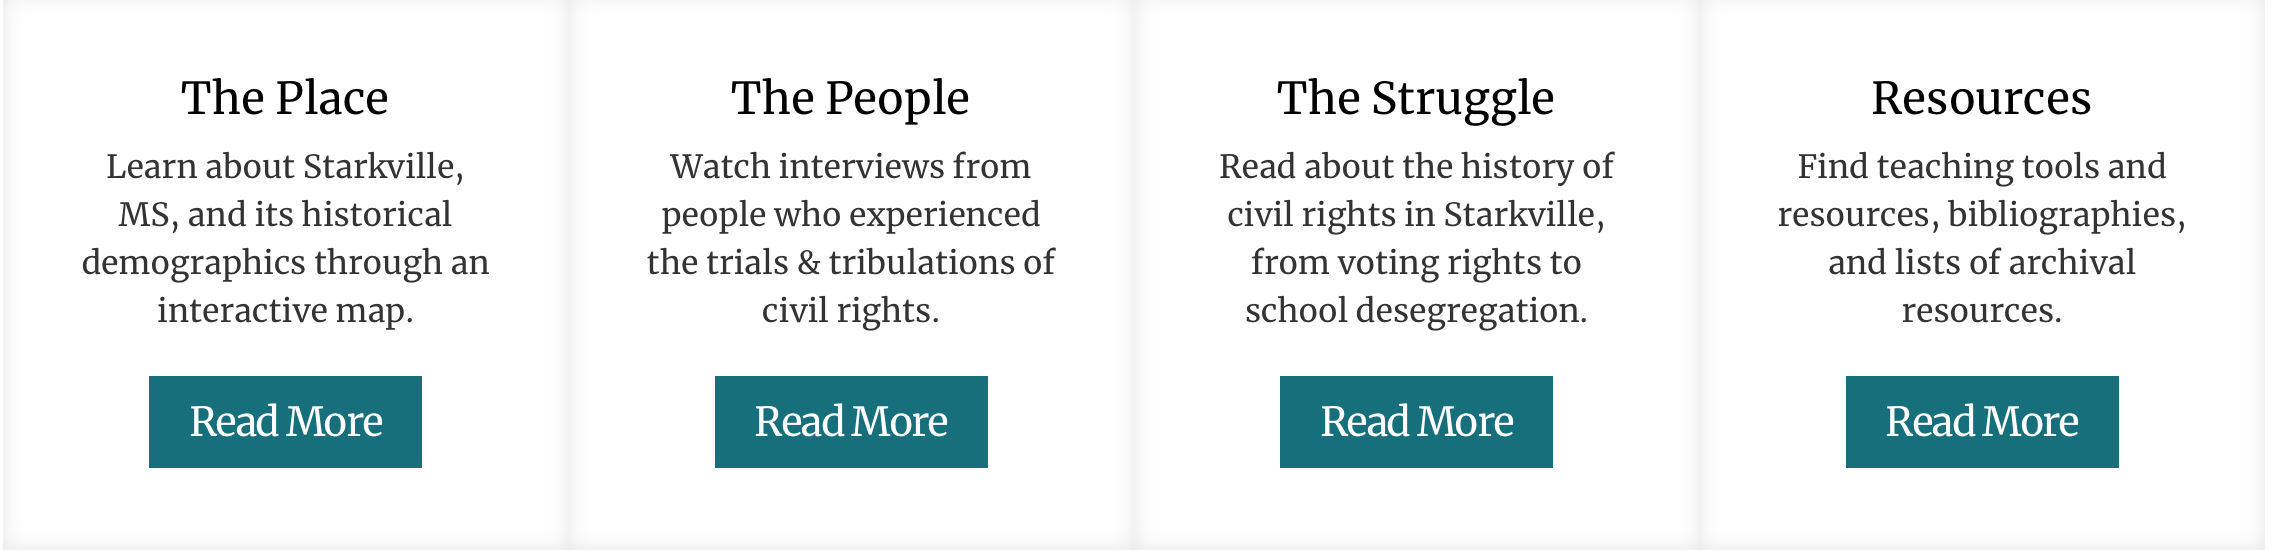 The Place
Learn about Starkville,
MS, and its historical
demographics through an
interactive map.
Read More
The People
Watch interviews from
people who experienced
the trials & tribulations of
civil rights.
Read More
The Struggle
Read about the history of
civil rights in Starkville,
from voting rights to
school desegregation.
Read More
Resources
Find teaching tools and
resources, bibliographies,
and lists of archival
resources.
Read More